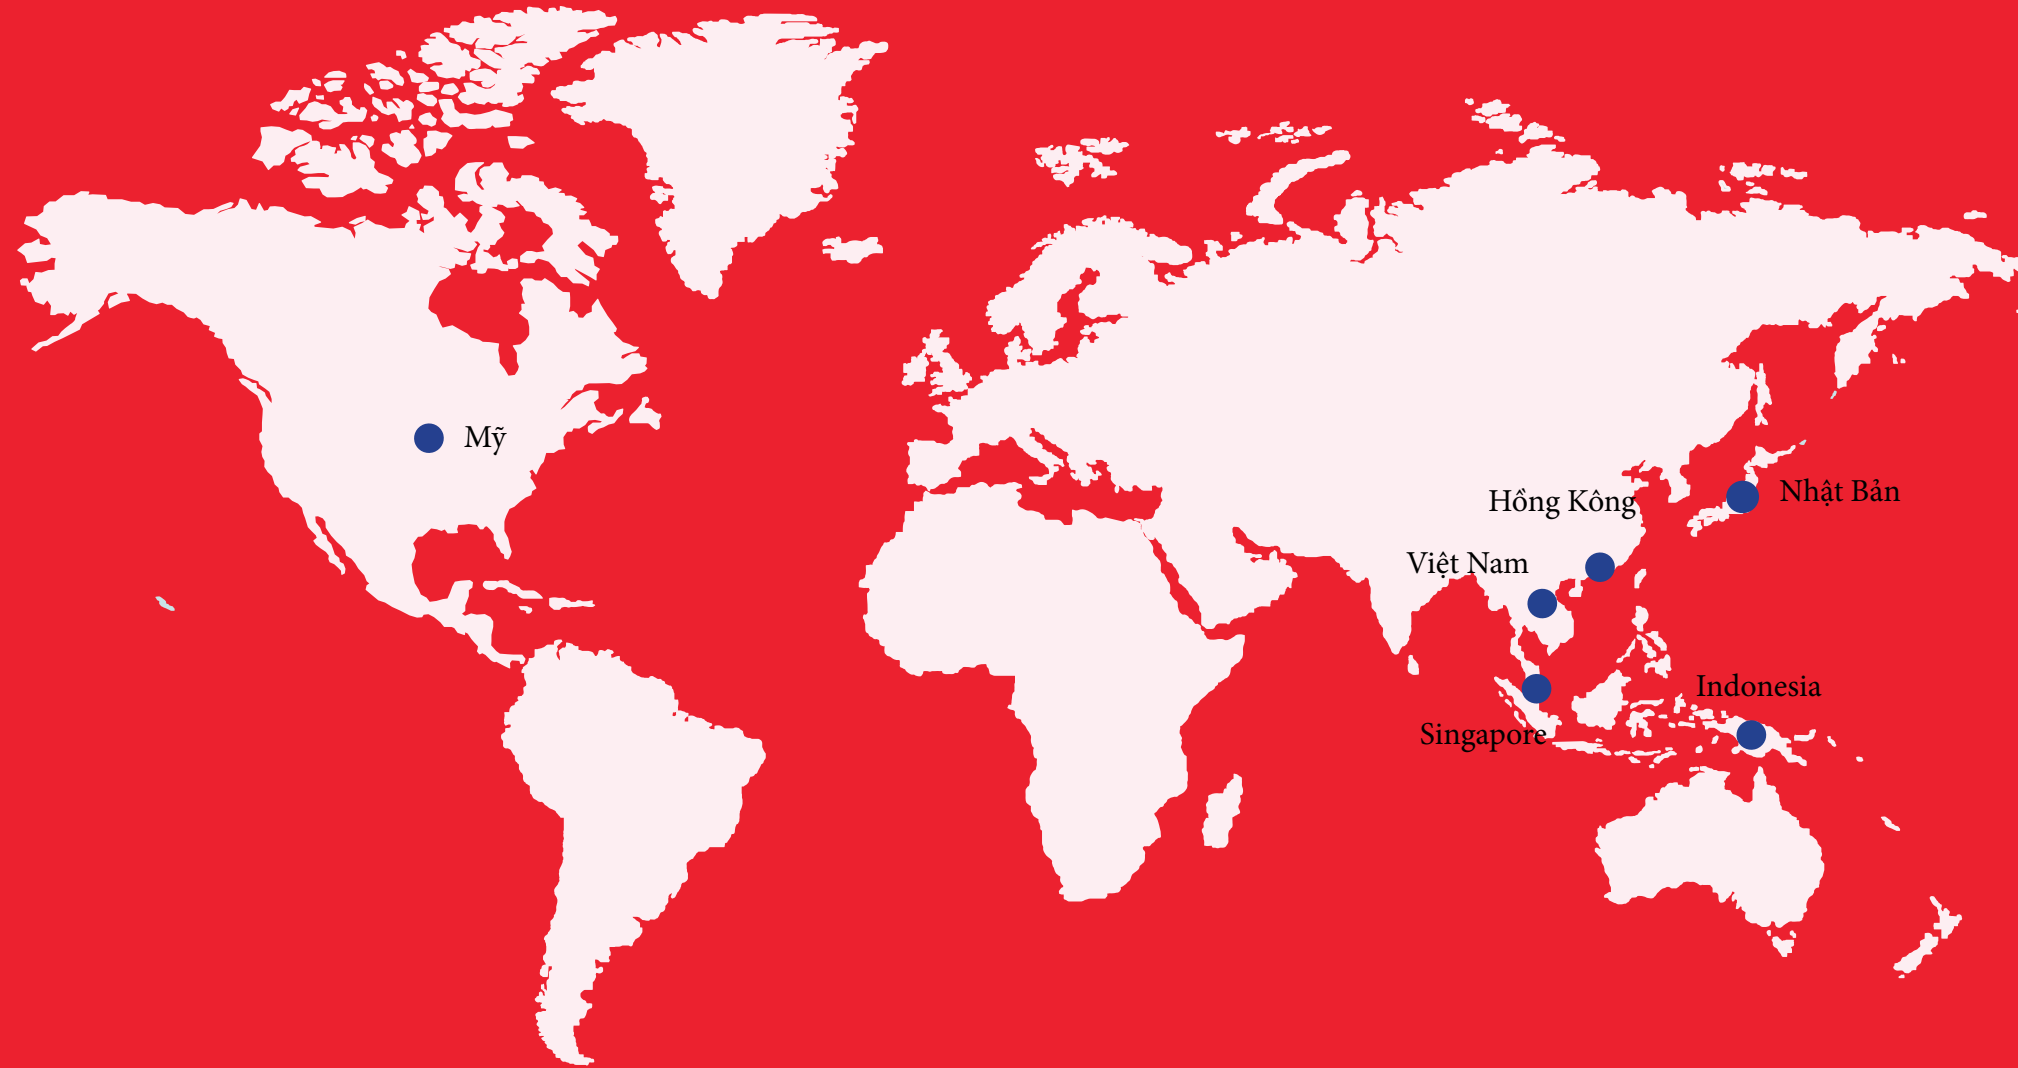 Mỹ
Nhật Bản
Hồng Kông
Việt Nam
Indonesia
Singapore